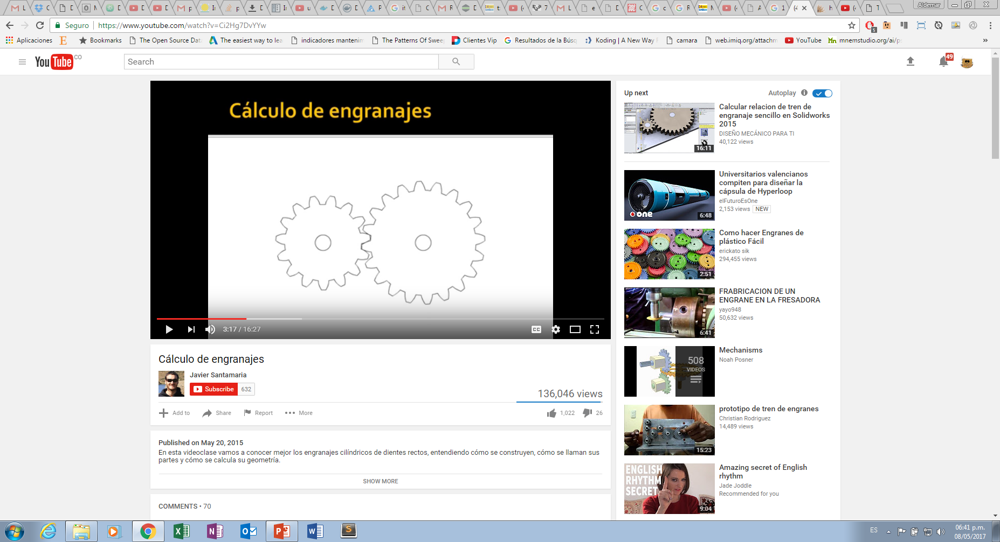 Aldemar
Seguro https://www.youtube.com/watch?v=Ci2Hg7DvYYw
5
Aplicaciones
Bookmarks
The Open Source Dat
The easiest way to lea
indicadores mantenim
The Patterns Of Sweep
Clientes Vip
Resultados de la Búsq
Koding | A New Way
camara
web.imiq.org/attachm
YouTube
mnemstudio.org/ai/p
YouTube CO
Search
49
Cálculo de engranajes
3:17 / 16:27
CC
Cálculo de engranajes
Javier Santamaria
Subscribe 632
136,046 views
Add to
Share
Report
More
1,022
26
Published on May 20, 2015
En esta videoclase vamos a conocer mejor los engranajes cilíndricos de dientes rectos, entendiendo cómo se construyen, cómo se llaman sus
partes y cómo se calcula su geometría.
SHOW MORE
COMMENTS • 70
Up next
Autoplay
16:11
Calcular relacion de tren de
engranaje sencillo en Solidworks
2015
DISEÑO MECÁNICO PARA TI
40,122 views
one
6:48
Universitarios valencianos
compiten para diseñar la
cápsula de Hyperloop
elFuturoEsOne
2,153 views NEW
2:51
Como hacer Engranes de
plástico Fácil
erickato sik
294,455 views
6:41
FRABRICACION DE UN
ENGRANE EN LA FRESADORA
yayo948
50,632 views
508
VIDEOS
Mechanisms
Noah Posner
15:23
prototipo de tren de engranes
Christian Rodriguez
14,489 views
ENGLISH
RHYTHM
SECRET
9:04
Amazing secret of English
rhythm
Jade Joddle
Recommended for you
ES
06:41 p.m.
08/05/2017